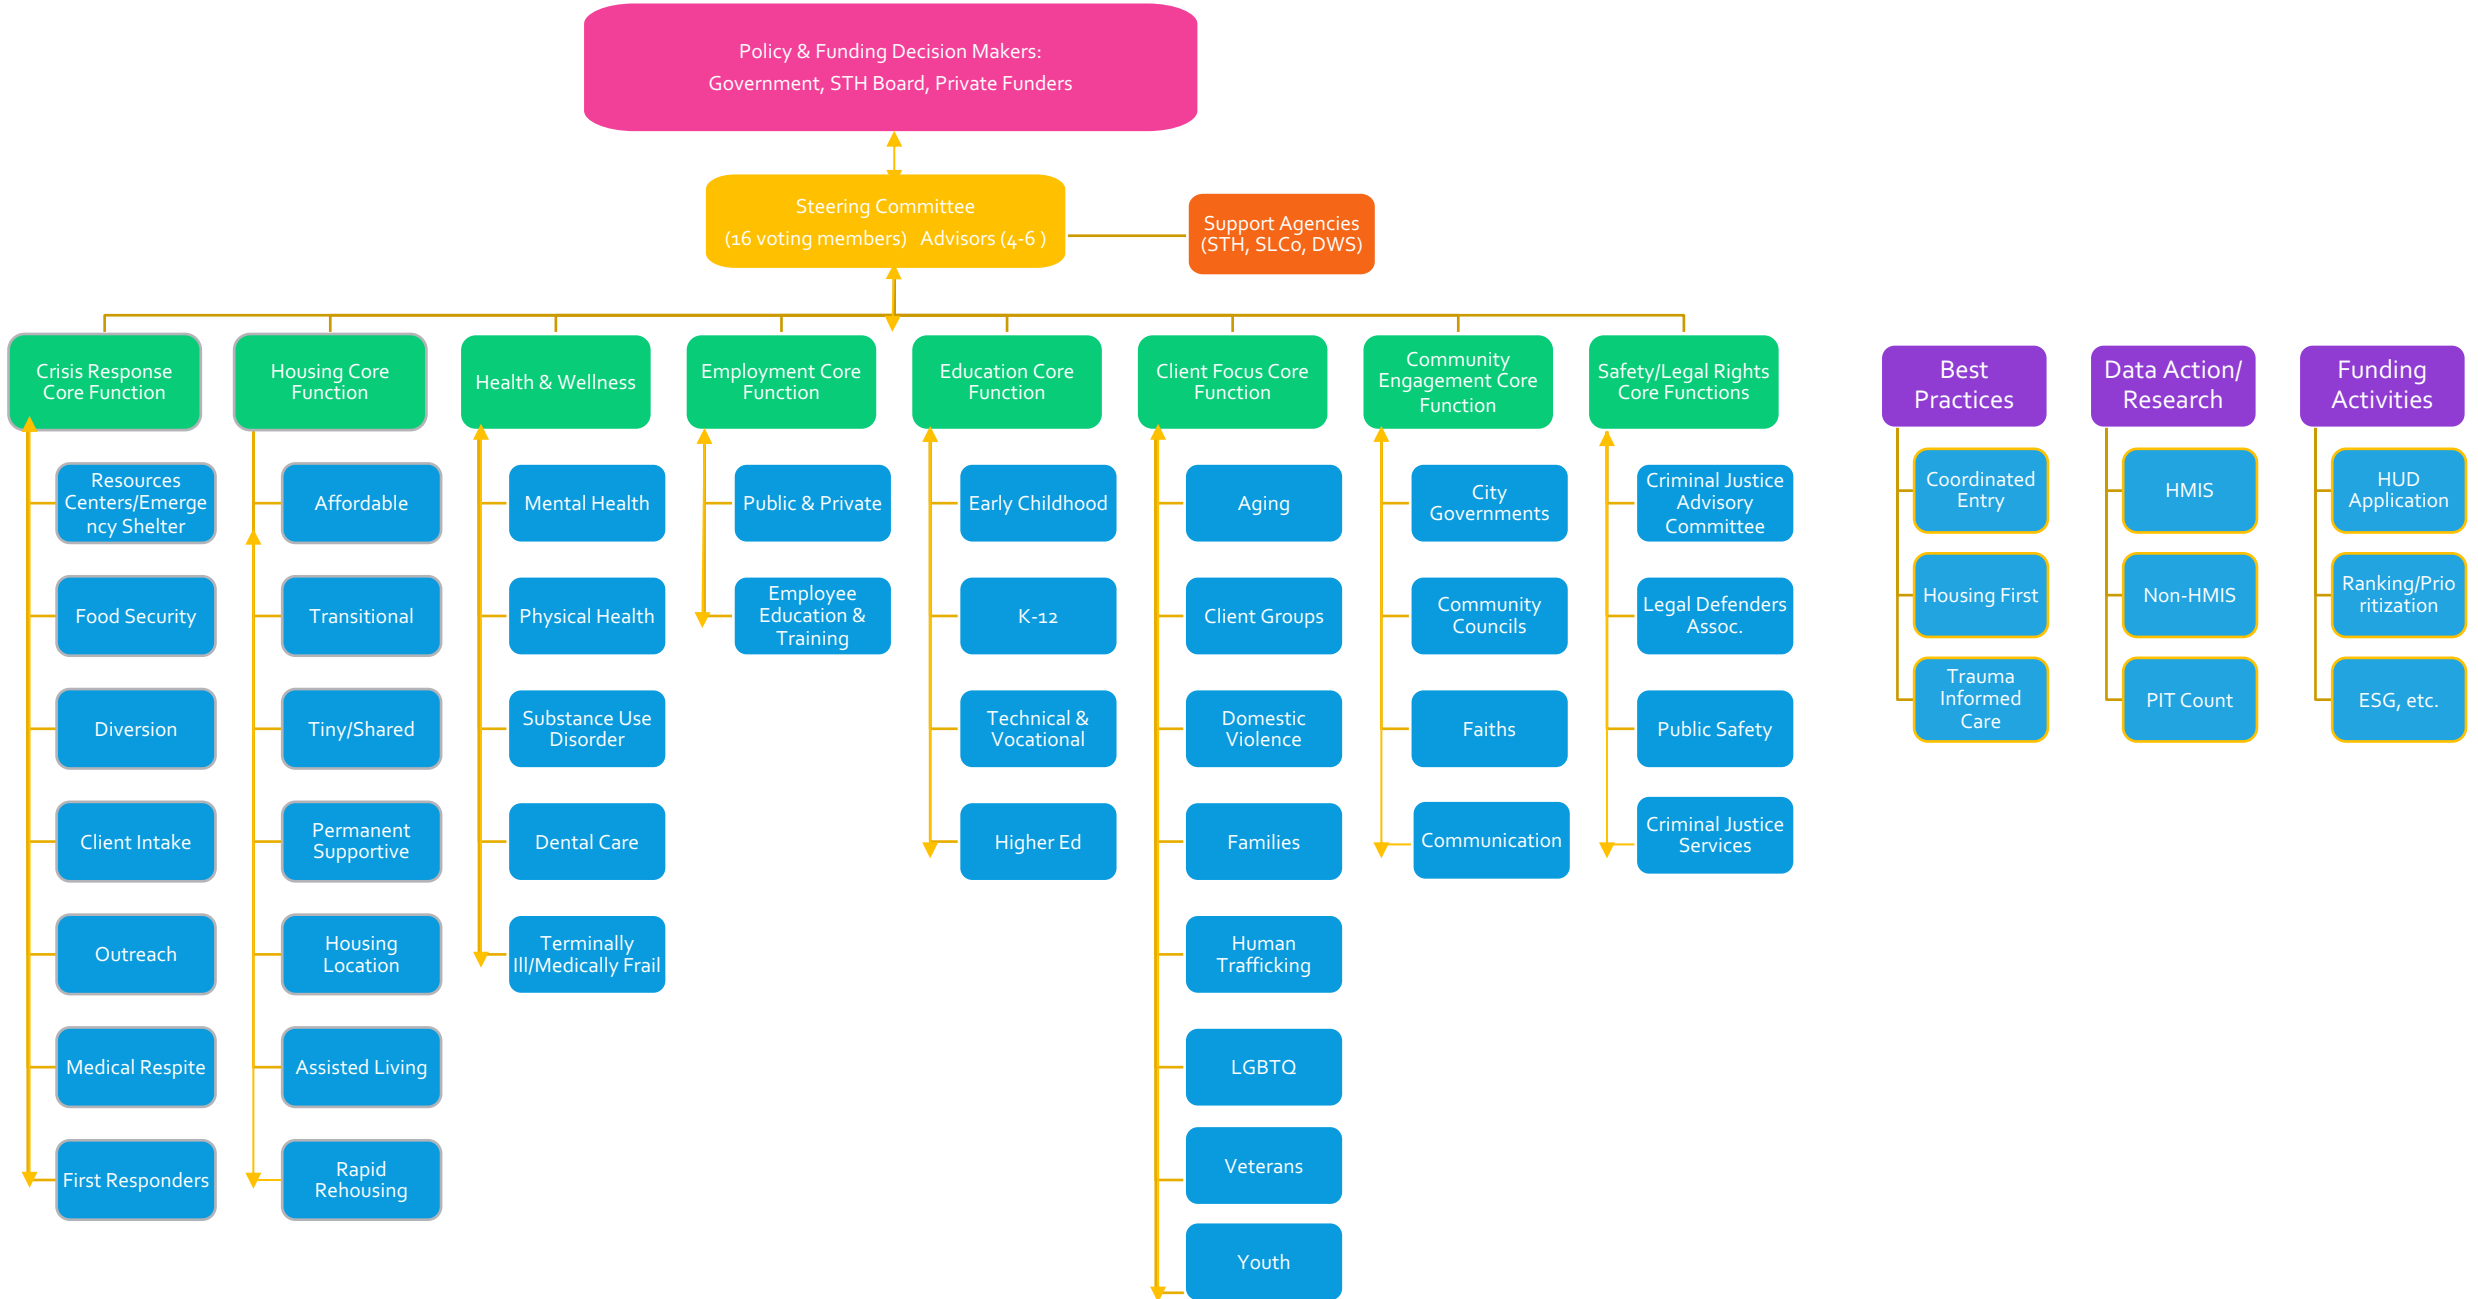 Policy & Funding Decision Makers:
Government, STH Board, Private Funders
Steering Committee
(16 voting members)   Advisors (4-6 )
Support Agencies
(STH, SLCo, DWS)
Crisis Response
Core Function
Resources
Centers/Emerge
ncy Shelter
Food Security
Diversion
Client Intake
Outreach
Medical Respite
First Responders
Housing Core
Function
Affordable
Transitional
Tiny/Shared
Permanent
Supportive
Housing
Location
Assisted Living
Rapid
Rehousing
Health & Wellness
Mental Health
Physical Health
Substance Use
Disorder
Dental Care
Terminally
Ill/Medically Frail
Employment Core
Function
Public & Private
Employee
Education &
Training
Education Core
Function
Early Childhood
K-12
Technical &
Vocational
Higher Ed
Client Focus Core
Function
Aging
Client Groups
Domestic
Violence
Families
Human
Trafficking
LGBTQ
Veterans
Youth
Community
Engagement Core
Function
City
Governments
Community
Councils
Faiths
Communication
Safety/Legal Rights
Core Functions
Criminal Justice
Advisory
Committee
Legal Defenders
Assoc.
Public Safety
Criminal Justice
Services
Best
Practices
Coordinated
Entry
Housing First
Trauma
Informed
Care
Data Action/
Research
HMIS
Non-HMIS
PIT Count
Funding
Activities
HUD
Application
Ranking/Prio
ritization
ESG, etc.